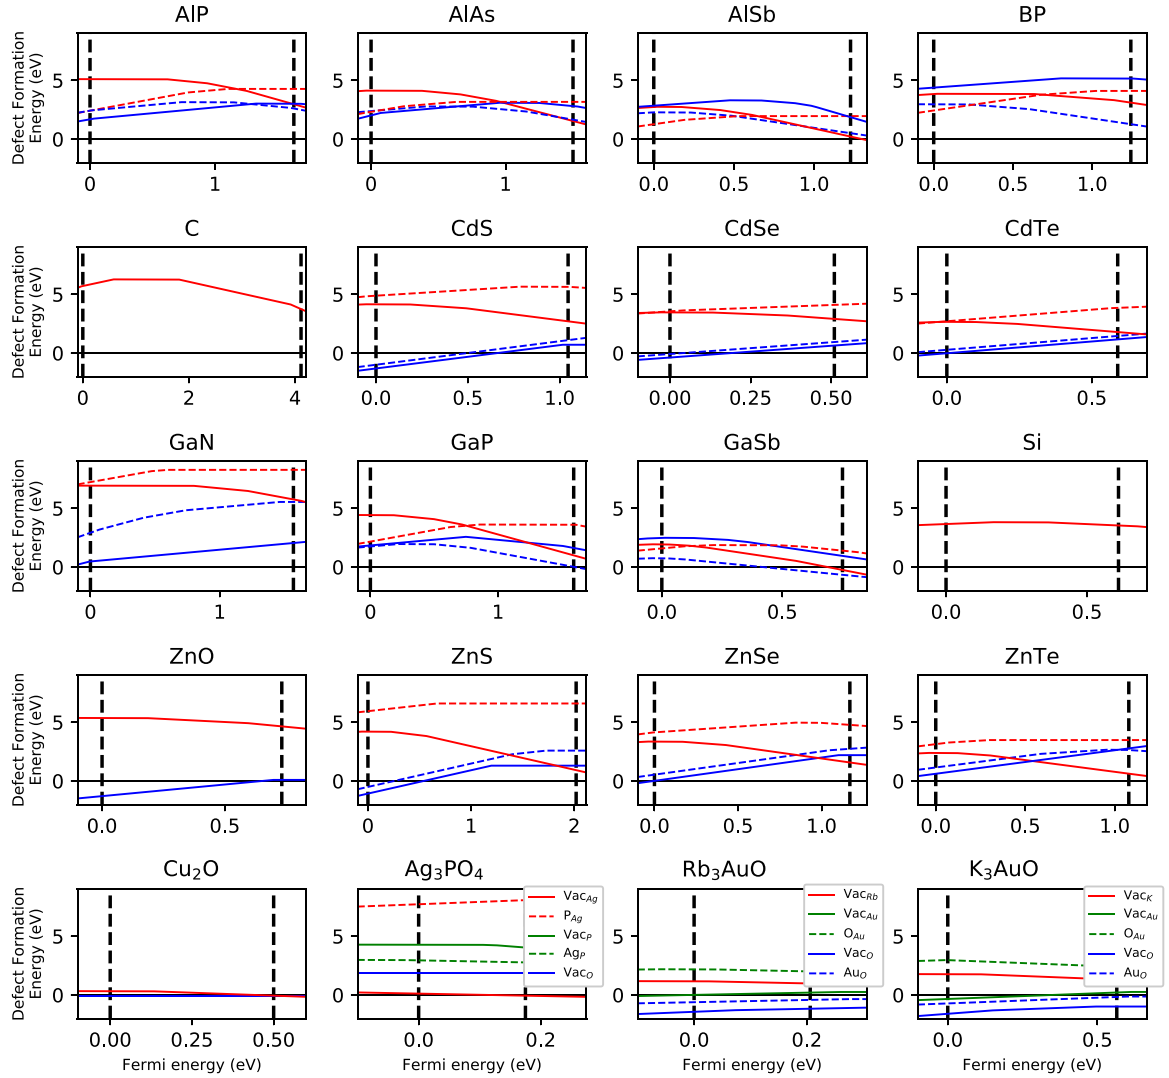 AlP AlAs AlSb BP
Defect Formation
Energy (eV)
5
0
0 1
0 1
0.0 0.5 1.0
0.0 0.5 1.0
C CdS CdSe CdTe
Defect Formation
Energy (eV)
5
0
0 2 4
0.0 0.5 1.0
0.00 0.25 0.50
0.0 0.5
GaN GaP GaSb Si
Defect Formation
Energy (eV)
5
0
0 1
0 1
0.0 0.5
0.0 0.5
ZnO ZnS ZnSe ZnTe
Defect Formation
Energy (eV)
5
0
0.0 0.5
0 1 2
0.0 0.5 1.0
0.0 0.5 1.0
Cu₂O Ag₃PO₄ Rb₃AuO K₃AuO
Defect Formation
Energy (eV)
5
0
Vac_Ag
P_Ag
Vac_P
Ag_P
Vac_O
Vac_Rb
Vac_Au
O_Au
Vac_O
Au_O
Vac_K
Vac_Au
O_Au
Vac_O
Au_O
0.00 0.25 0.50
0.0 0.2
0.0 0.2
0.0 0.5
Fermi energy (eV) Fermi energy (eV) Fermi energy (eV) Fermi energy (eV)